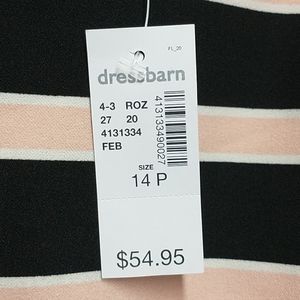 FL_20
dressbarn
4-3 ROZ
27 20
4131334
FEB
413133490027
SIZE
14 P
$54.95